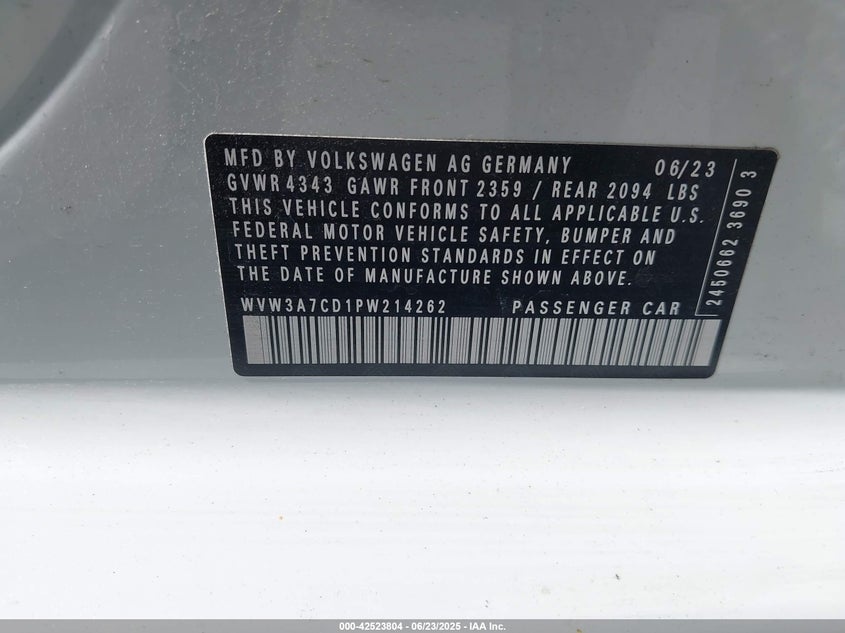 MFD BY VOLKSWAGEN AG GERMANY 06/23
GVWR 4343 GAWR FRONT 2359 / REAR 2094 LBS
THIS VEHICLE CONFORMS TO ALL APPLICABLE U.S.
FEDERAL MOTOR VEHICLE SAFETY, BUMPER AND
THEFT PREVENTION STANDARDS IN EFFECT ON
THE DATE OF MANUFACTURE SHOWN ABOVE.
WVW3A7CD1PW214262 PASSENGER CAR
2450662 3690 3
000-42523804 - 06/23/2025 - IAA Inc.